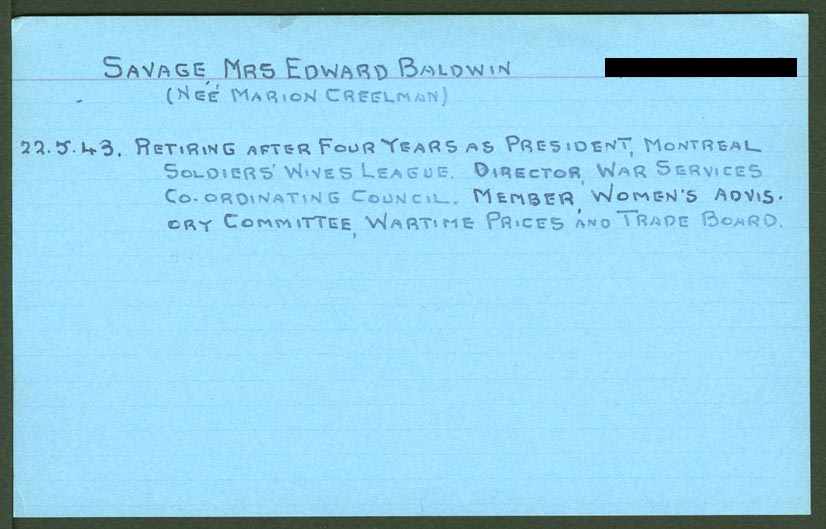 SAVAGE, MRS EDWARD BALDWIN
(NEÉ MARION CREELMAN)
22.5.43. RETIRING AFTER FOUR YEARS AS PRESIDENT, MONTREAL
SOLDIERS' WIVES LEAGUE. DIRECTOR, WAR SERVICES
CO-ORDINATING COUNCIL. MEMBER, WOMEN'S ADVIS-
ORY COMMITTEE, WARTIME PRICES AND TRADE BOARD.